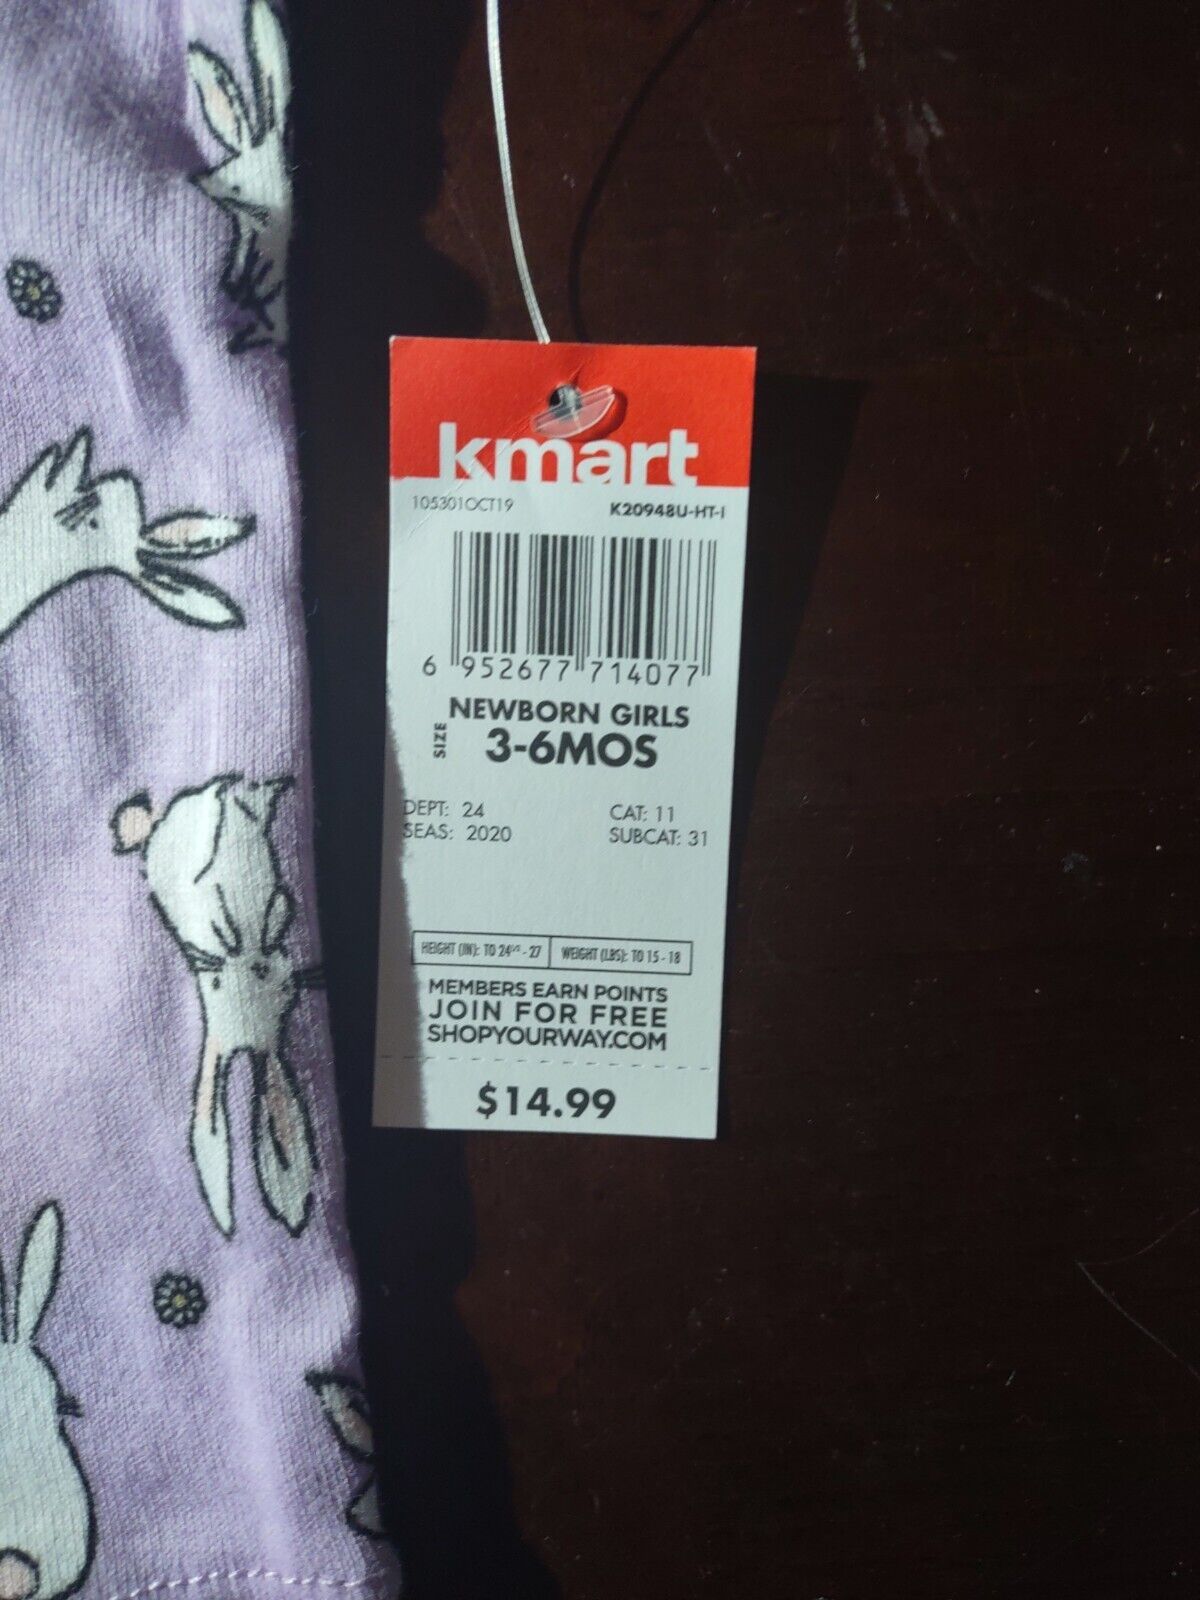 kmart
105301OCT19 K20948U-HT-I
6 952677 714077
NEWBORN GIRLS
SIZE 3-6MOS
DEPT: 24 CAT: 11
SEAS: 2020 SUBCAT: 31
HEIGHT (IN): TO 24¹/² - 27 WEIGHT (LBS): TO 15 - 18
MEMBERS EARN POINTS
JOIN FOR FREE
SHOPYOURWAY.COM
$14.99